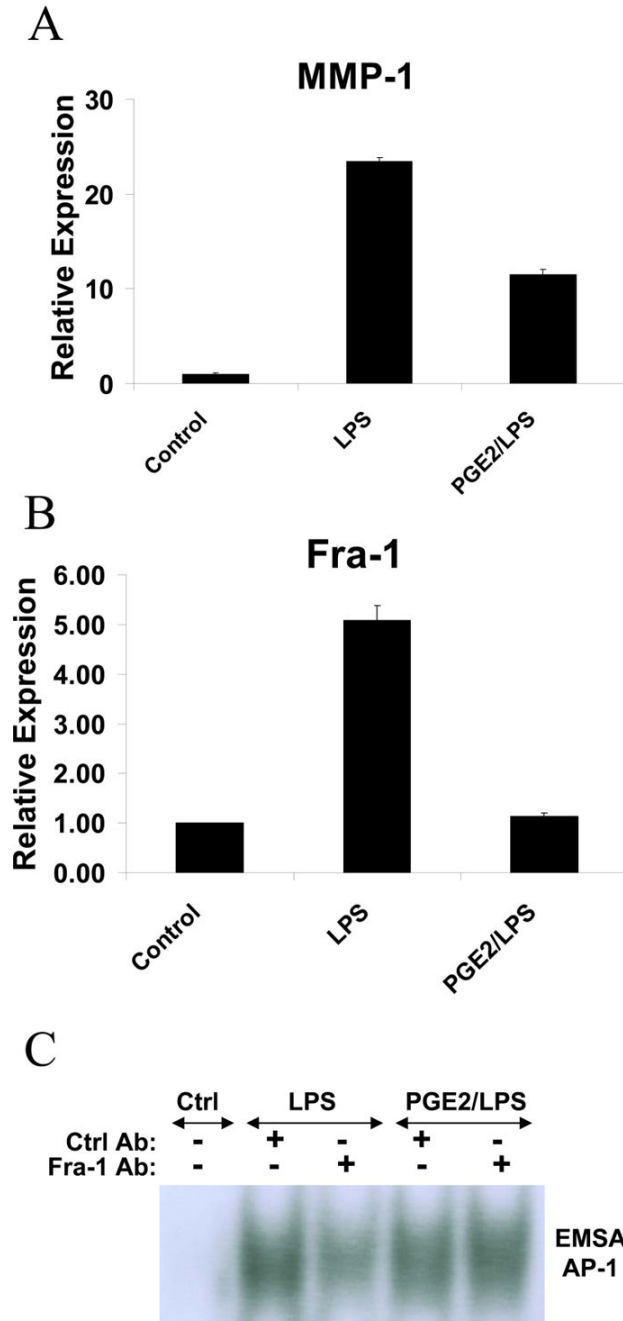 A
MMP-1
Relative Expression
30
20
10
0
Control
LPS
PGE2/LPS
B
Fra-1
Relative Expression
6.00
5.00
4.00
3.00
2.00
1.00
0.00
Control
LPS
PGE2/LPS
C
Ctrl LPS PGE2/LPS
Ctrl Ab: - + - + -
Fra-1 Ab: - - + - +
EMSA
AP-1